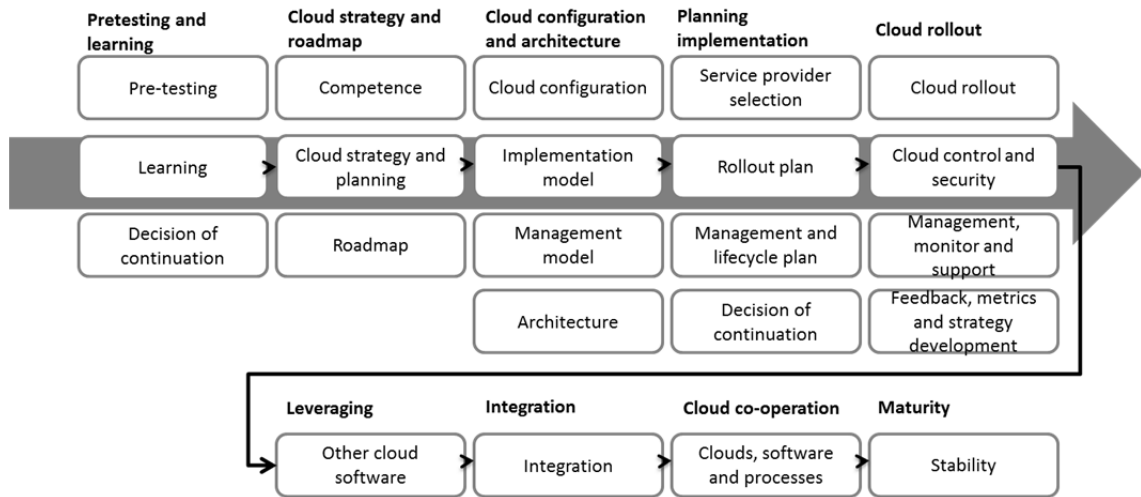 Pretesting and
learning
Cloud strategy and
roadmap
Cloud configuration
and architecture
Planning
implementation
Cloud rollout
Pre-testing
Competence
Cloud configuration
Service provider
selection
Cloud rollout
Learning
Cloud strategy and
planning
Implementation
model
Rollout plan
Cloud control and
security
Decision of
continuation
Roadmap
Management
model
Management and
lifecycle plan
Management,
monitor and
support
Architecture
Decision of
continuation
Feedback, metrics
and strategy
development
Leveraging
Integration
Cloud co-operation
Maturity
Other cloud
software
Integration
Clouds, software
and processes
Stability